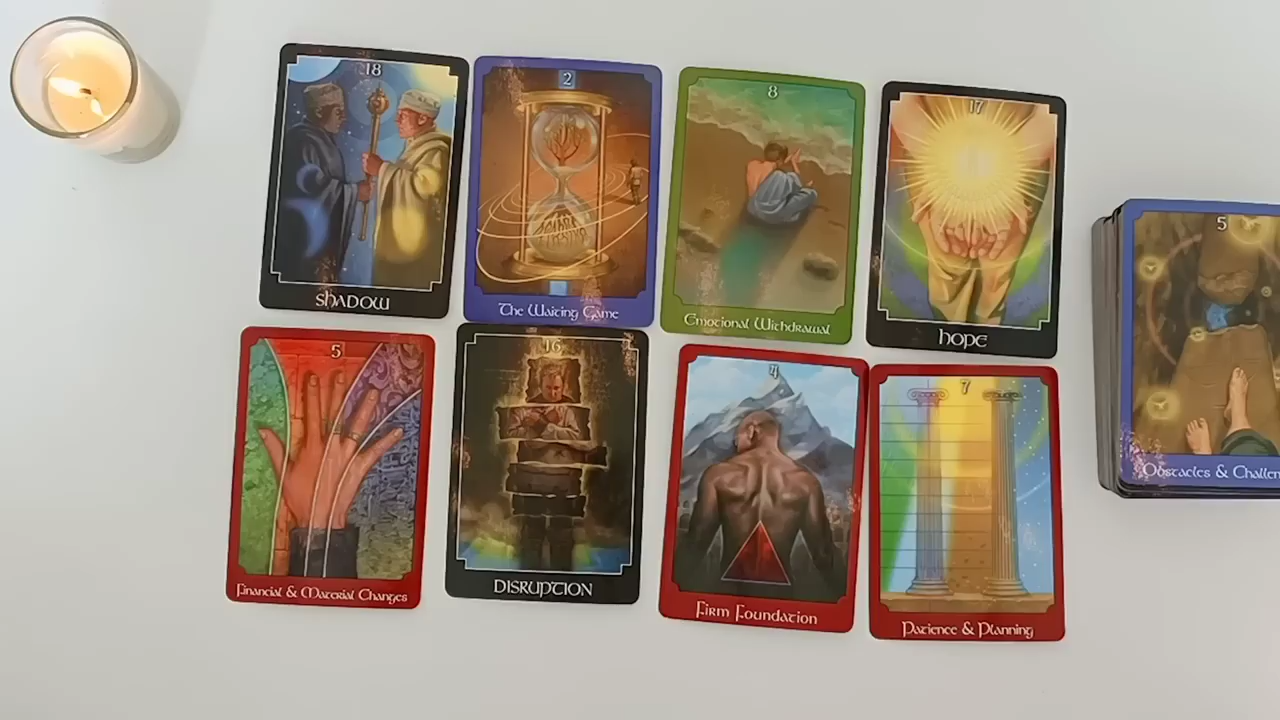 18
SHADOW
2
The Waiting Game
8
Emotional Withdrawal
17
HOPE
5
Financial & Material Changes
16
DISRUPTION
4
Firm Foundation
7
Patience & Planning
5
Obstacles & Challen